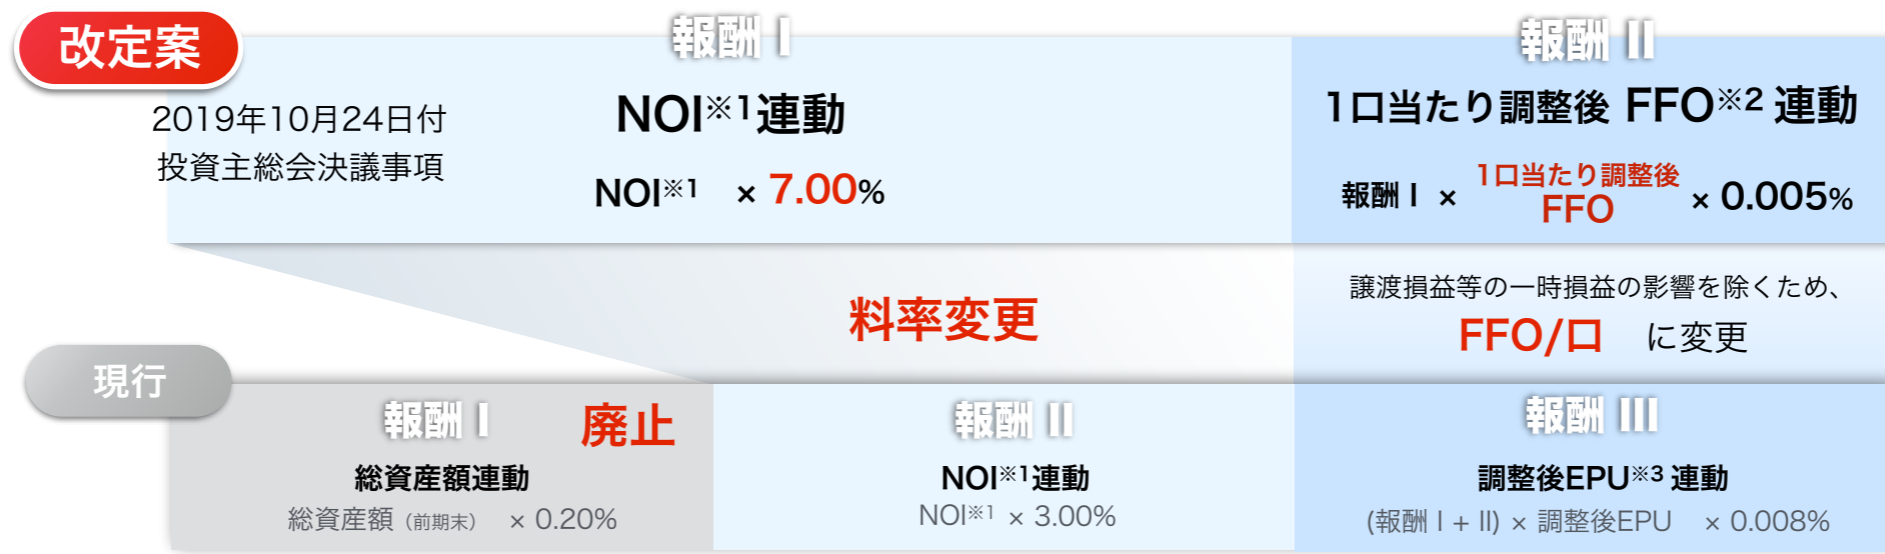 改定案
2019年10月24日付
投資主総会決議事項
報酬 I
NOI※1連動
NOI※1 × 7.00%
報酬 II
1口当たり調整後 FFO※2 連動
報酬 I × 1口当たり調整後 FFO × 0.005%
料率変更
譲渡損益等の一時損益の影響を除くため、
FFO/口 に変更
現行
報酬 I 廃止
総資産額連動
総資産額（前期末） × 0.20%
報酬 II
NOI※1連動
NOI※1 × 3.00%
報酬 III
調整後EPU※3 連動
(報酬 I + II) × 調整後EPU × 0.008%